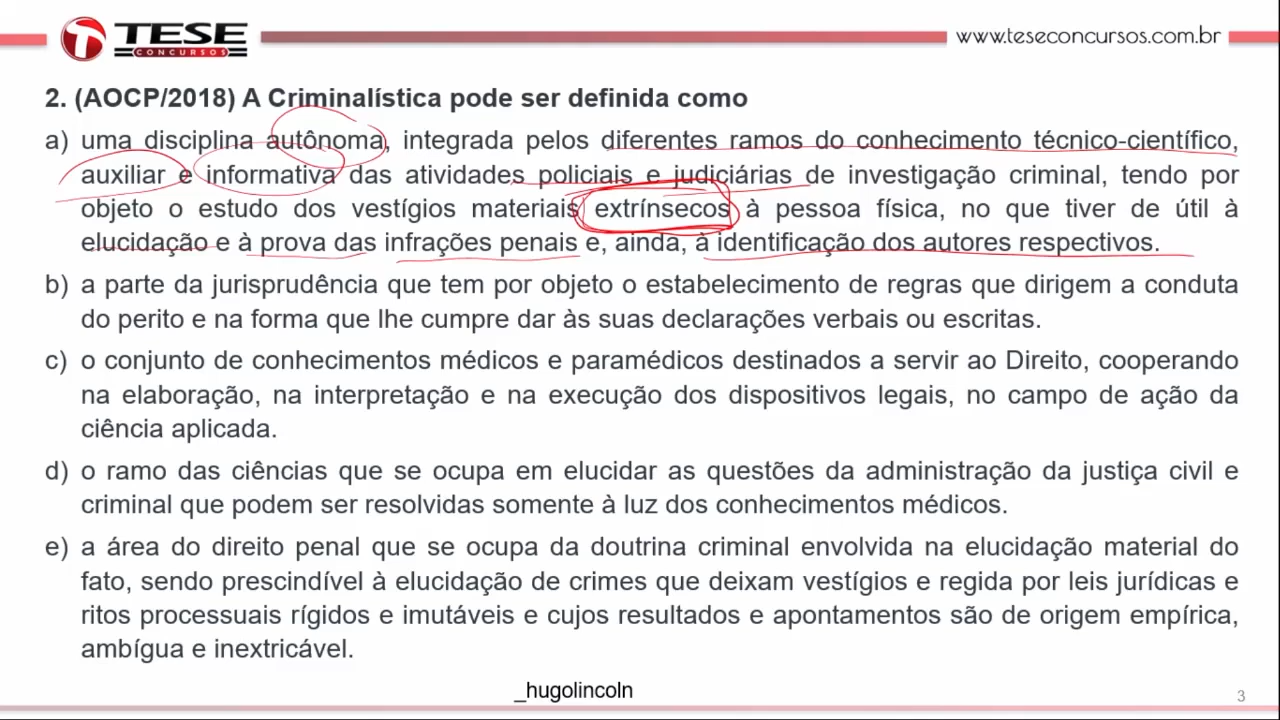 TESE
CONCURSOS
www.teseconcursos.com.br
2. (AOCP/2018) A Criminalística pode ser definida como
a) uma disciplina autônoma, integrada pelos diferentes ramos do conhecimento técnico-científico,
auxiliar e informativa das atividades policiais e judiciárias de investigação criminal, tendo por
objeto o estudo dos vestígios materiais extrínsecos à pessoa física, no que tiver de útil à
elucidação e à prova das infrações penais e, ainda, à identificação dos autores respectivos.
b) a parte da jurisprudência que tem por objeto o estabelecimento de regras que dirigem a conduta
do perito e na forma que lhe cumpre dar às suas declarações verbais ou escritas.
c) o conjunto de conhecimentos médicos e paramédicos destinados a servir ao Direito, cooperando
na elaboração, na interpretação e na execução dos dispositivos legais, no campo de ação da
ciência aplicada.
d) o ramo das ciências que se ocupa em elucidar as questões da administração da justiça civil e
criminal que podem ser resolvidas somente à luz dos conhecimentos médicos.
e) a área do direito penal que se ocupa da doutrina criminal envolvida na elucidação material do
fato, sendo prescindível à elucidação de crimes que deixam vestígios e regida por leis jurídicas e
ritos processuais rígidos e imutáveis e cujos resultados e apontamentos são de origem empírica,
ambígua e inextricável.
_hugolincoln
3